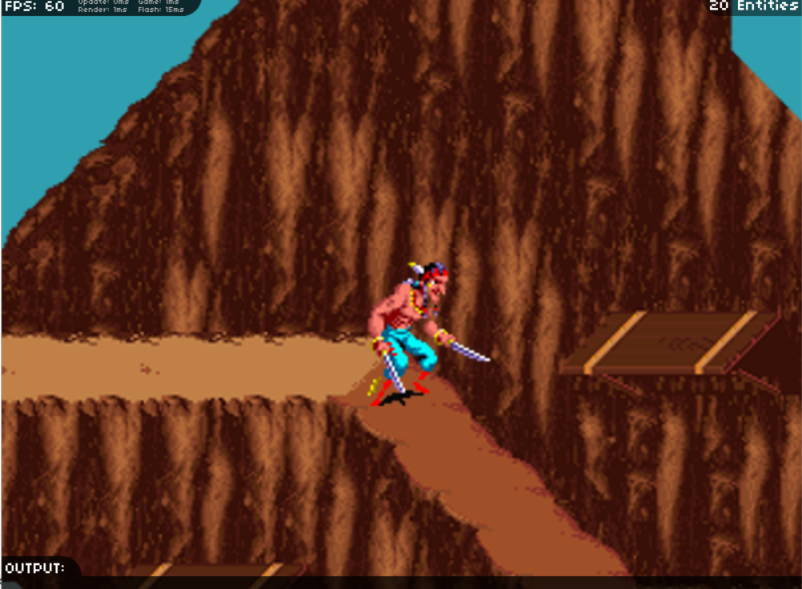 FPS: 60
Update: 0ms Game: 1ms
Render: 1ms Flash: 15ms
20 Entities
OUTPUT: